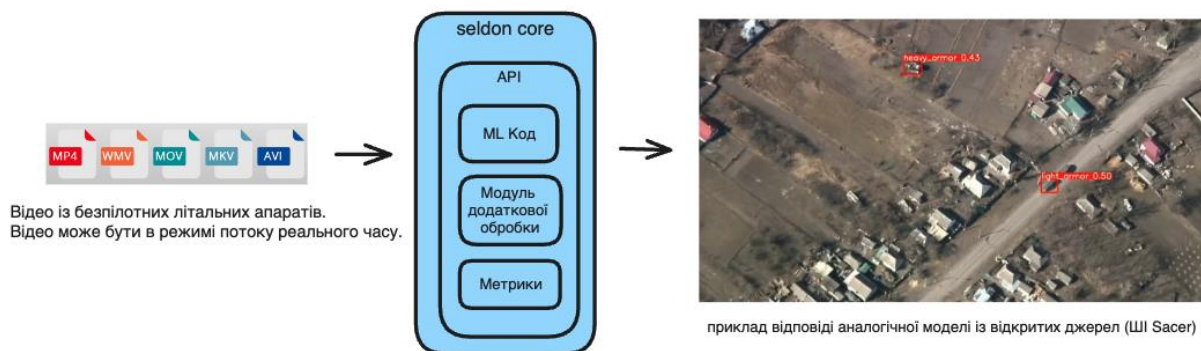 seldon core
API
ML Код
Модуль
додаткової
обробки
Метрики
MP4
WMV
MOV
MKV
AVI
Відео із безпілотних літальних апаратів.
Відео може бути в режимі потоку реального часу.
heavy_armor 0.43
light_armor 0.50
приклад відповіді аналогічної моделі із відкритих джерел (ШІ Sacer)